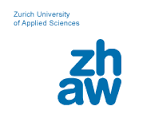 Zurich University
of Applied Sciences
zh
aw